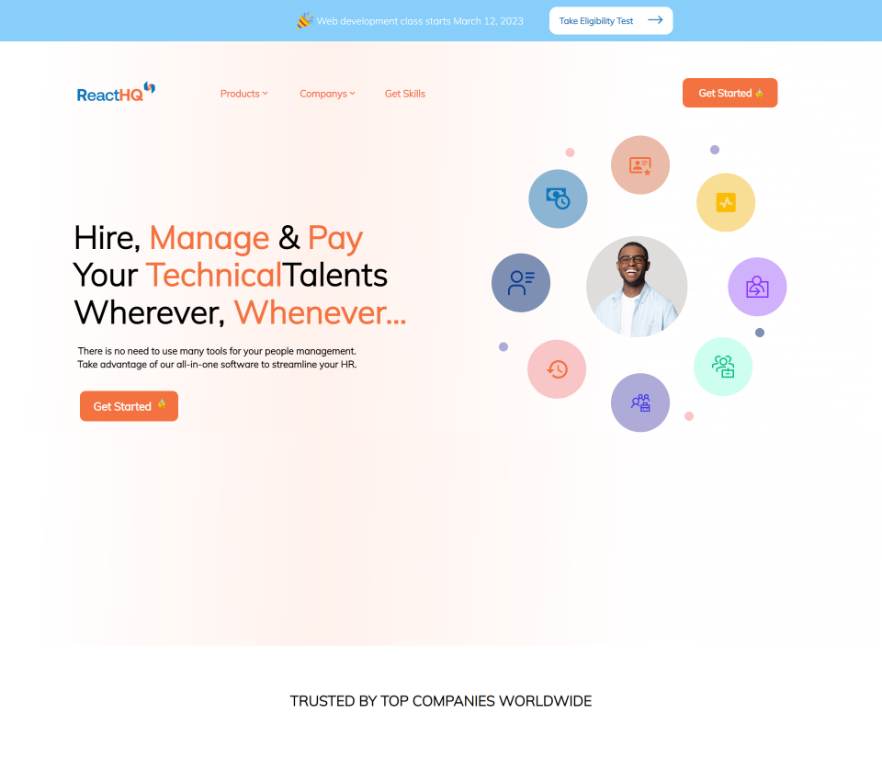 🎉 Web development class starts March 12, 2023
Take Eligibility Test →
ReactHQ
Products
Companys
Get Skills
Get Started
Hire, Manage & Pay
Your TechnicalTalents
Wherever, Whenever...
There is no need to use many tools for your people management.
Take advantage of our all-in-one software to streamline your HR.
Get Started
TRUSTED BY TOP COMPANIES WORLDWIDE